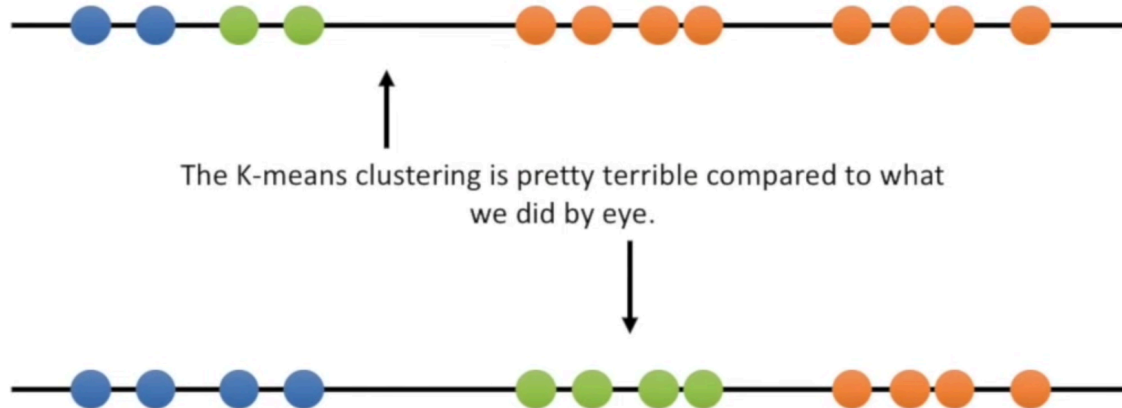 The K-means clustering is pretty terrible compared to what
we did by eye.